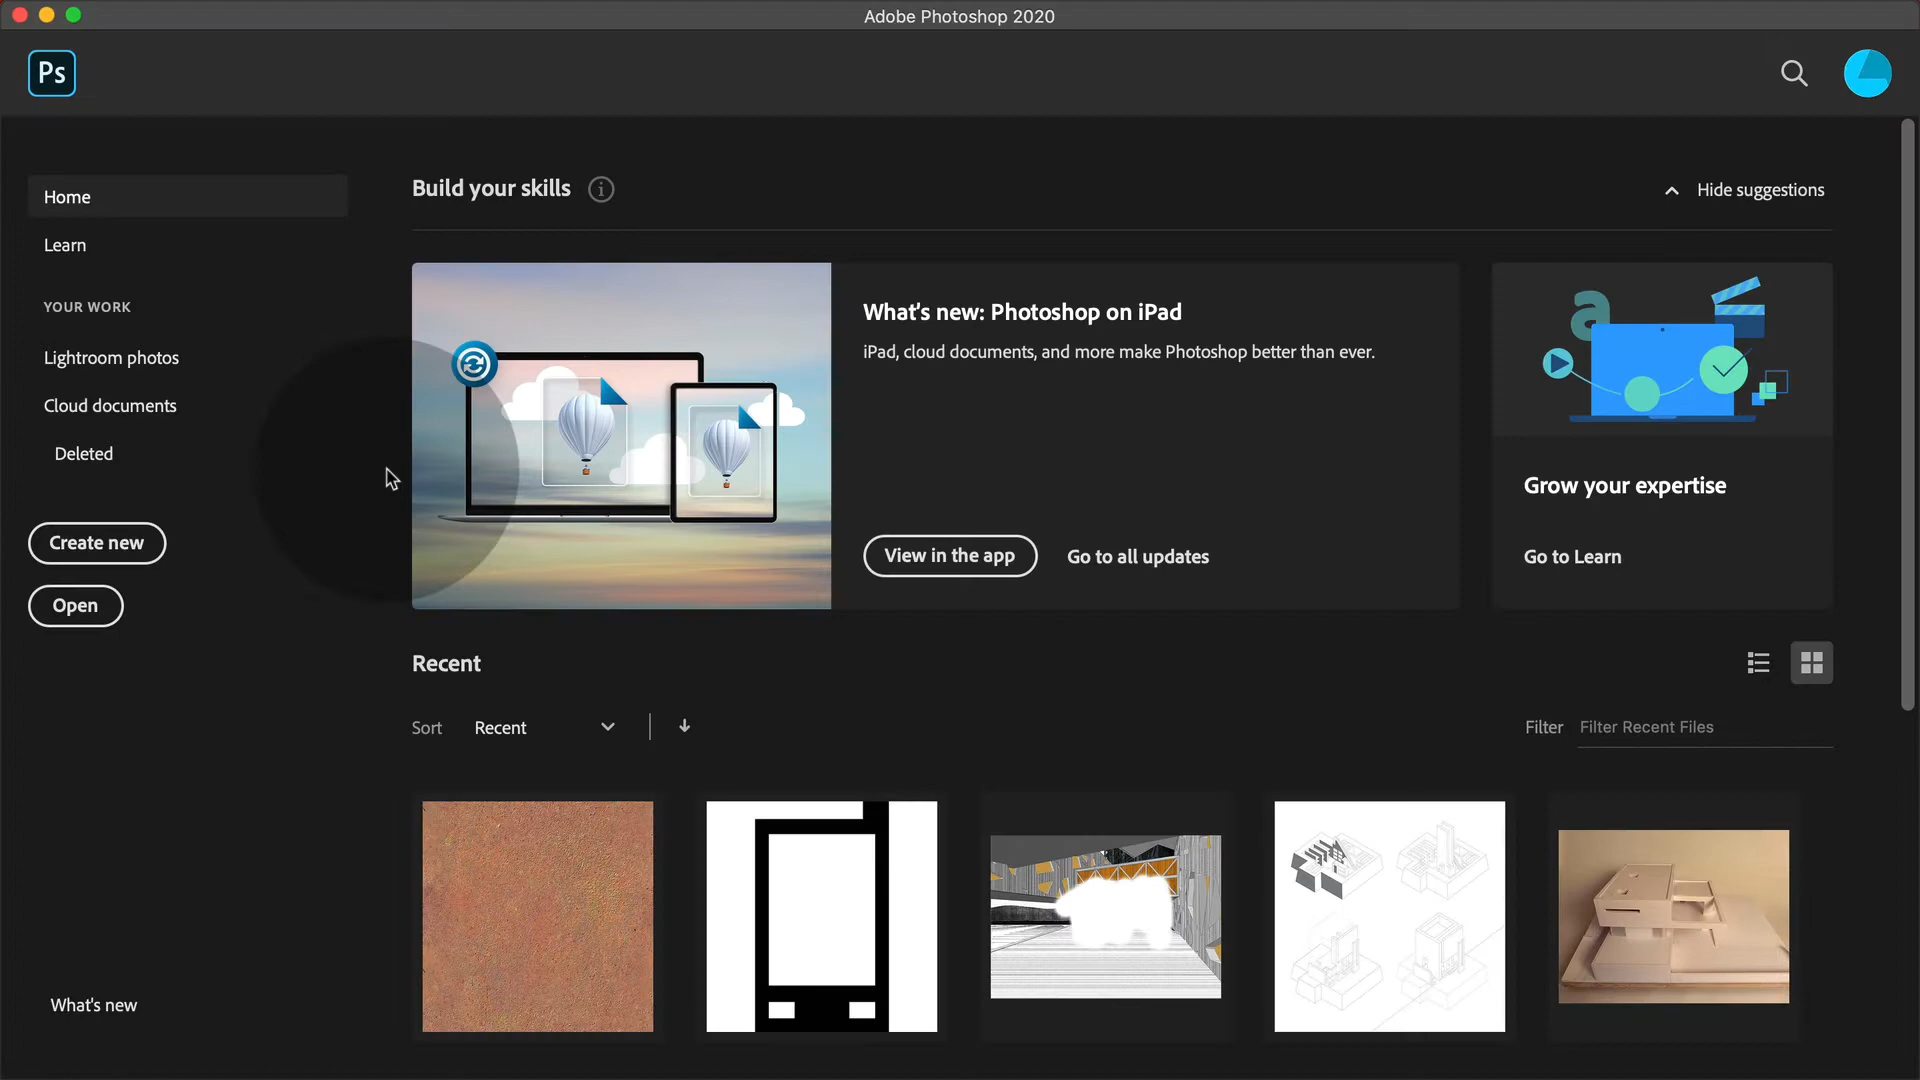 Adobe Photoshop 2020
Ps
Home
Learn
YOUR WORK
Lightroom photos
Cloud documents
Deleted
Create new
Open
What's new
Build your skills
i
Hide suggestions
What's new: Photoshop on iPad
iPad, cloud documents, and more make Photoshop better than ever.
View in the app
Go to all updates
a
Grow your expertise
Go to Learn
Recent
Sort Recent
Filter Filter Recent Files